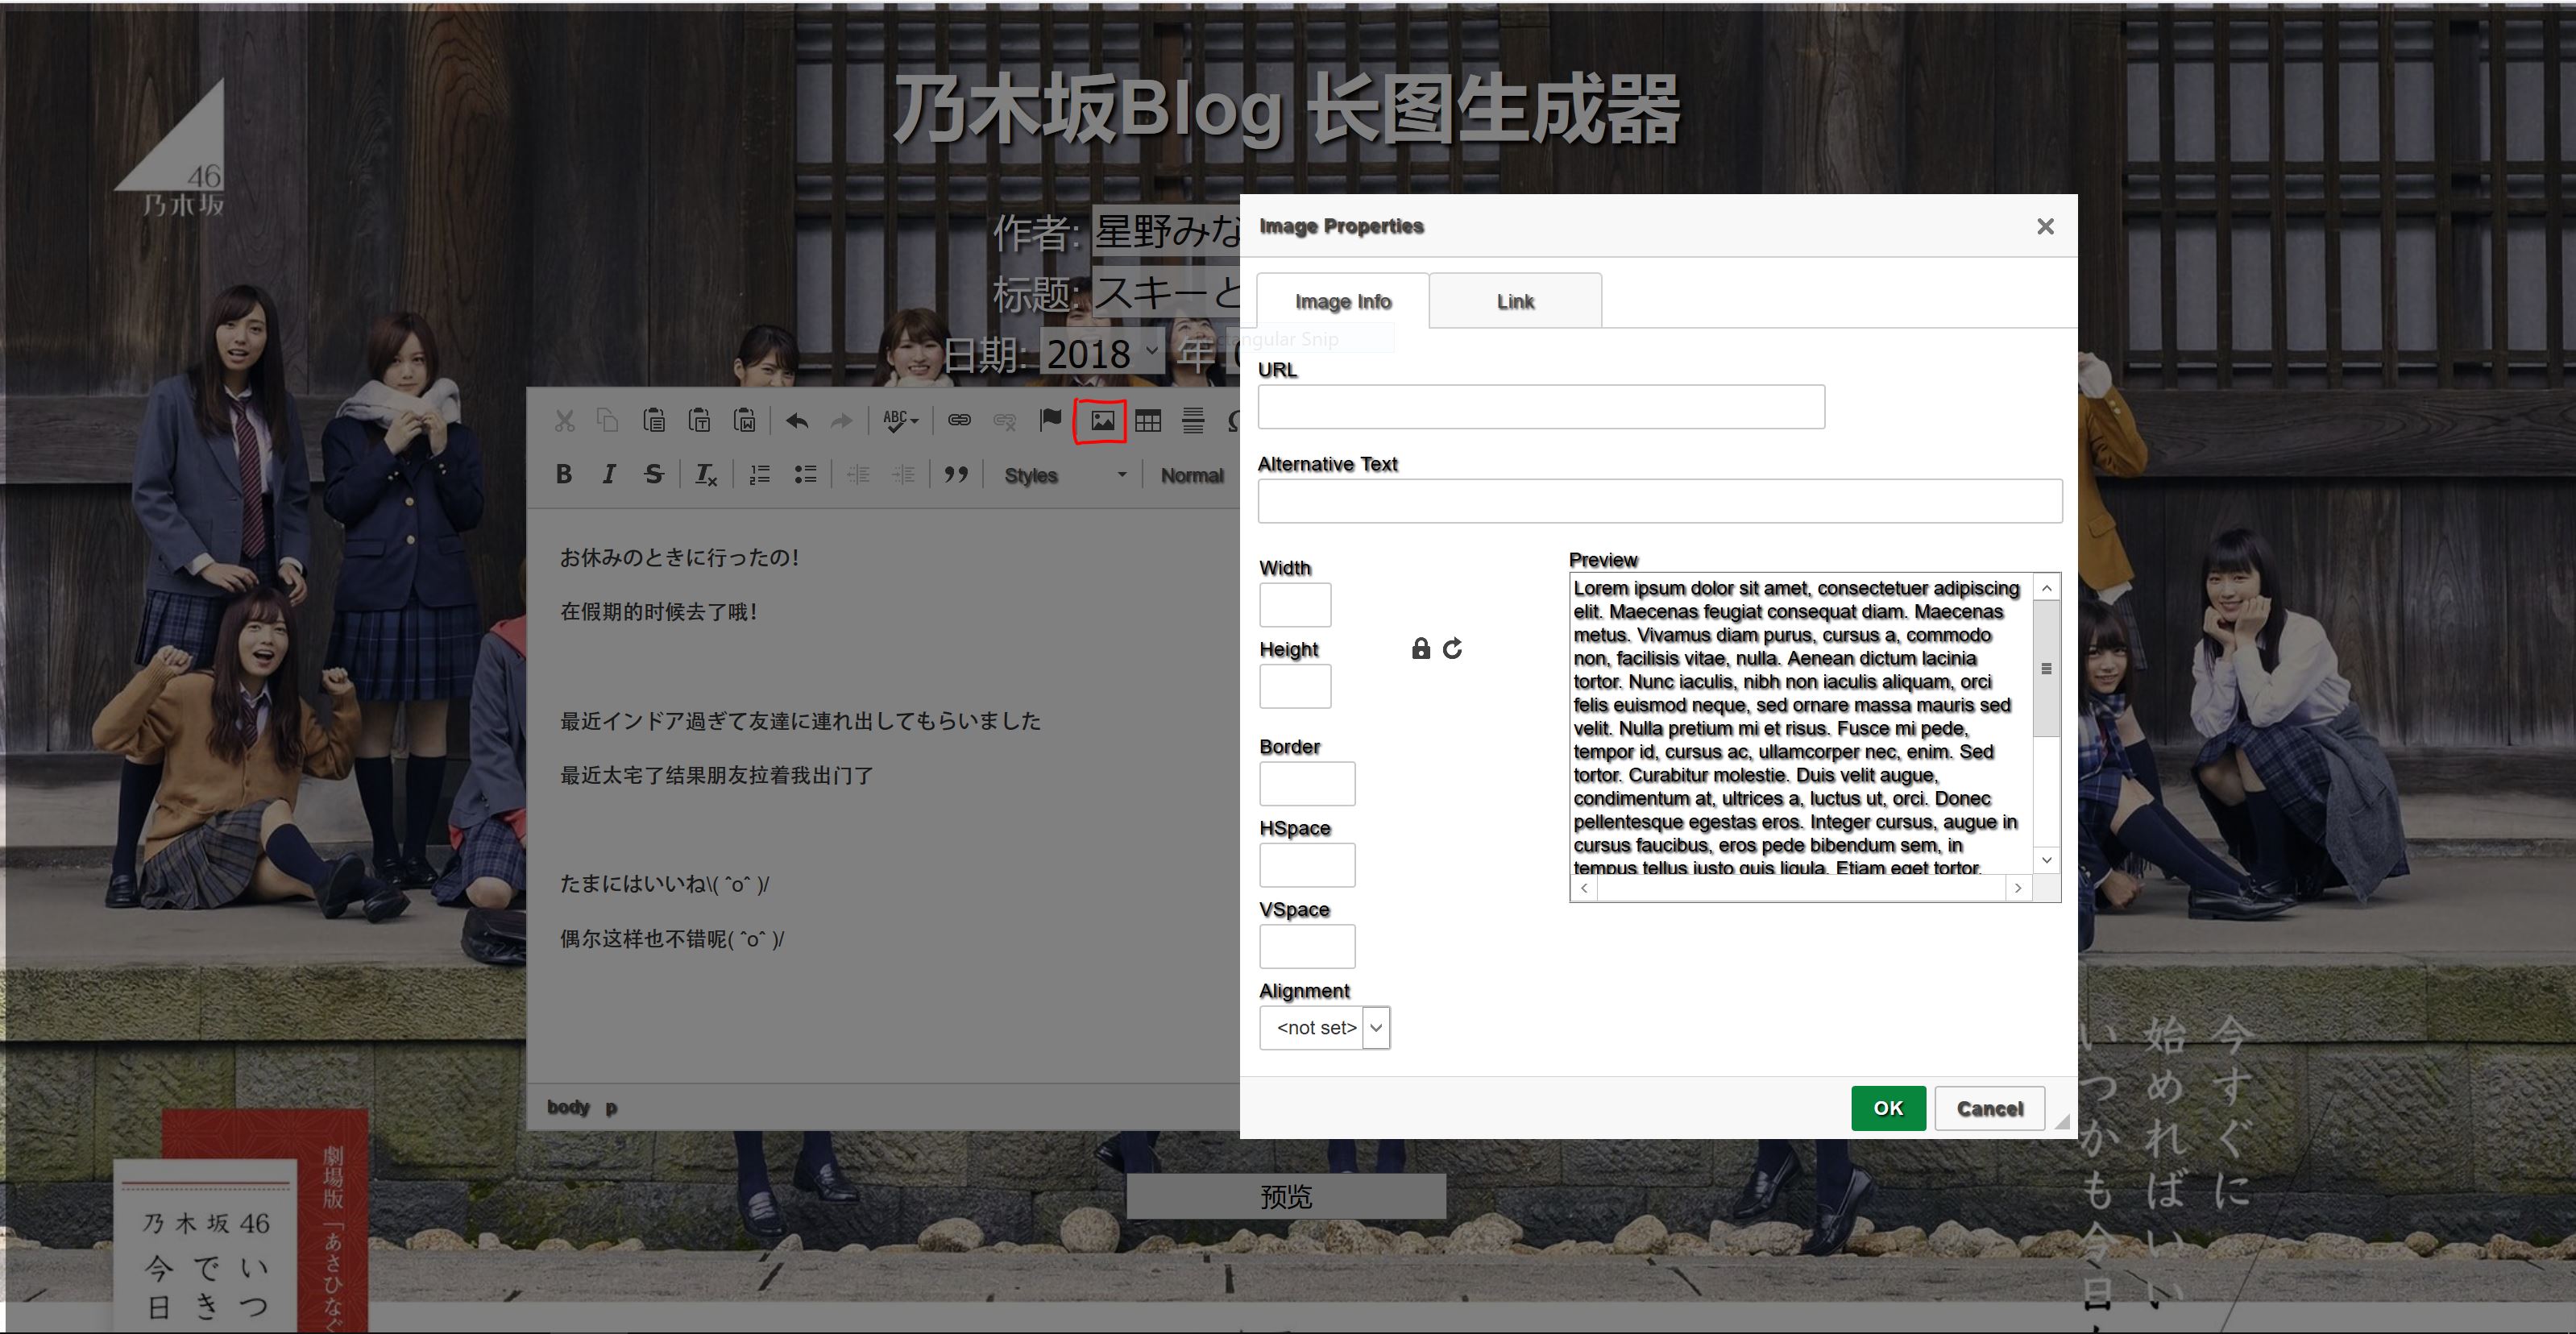 乃木坂Blog 长图生成器
46
乃木坂
作者: 星野みな
标题: スキーと
日期: 2018 年 0
ABC
B I S Tx Styles Normal
お休みのときに行ったの!
在假期的时候去了哦!
最近インドア過ぎて友達に連れ出してもらいました
最近太宅了结果朋友拉着我出门了
たまにはいいね\( ˆoˆ )/
偶尔这样也不错呢( ˆoˆ )/
body p
预览
Image Properties
Image Info Link
ctangular Snip
URL
Alternative Text
Width
Height
Border
HSpace
VSpace
Alignment
<not set>
Preview
Lorem ipsum dolor sit amet, consectetuer adipiscing
elit. Maecenas feugiat consequat diam. Maecenas
metus. Vivamus diam purus, cursus a, commodo
non, facilisis vitae, nulla. Aenean dictum lacinia
tortor. Nunc iaculis, nibh non iaculis aliquam, orci
felis euismod neque, sed ornare massa mauris sed
velit. Nulla pretium mi et risus. Fusce mi pede,
tempor id, cursus ac, ullamcorper nec, enim. Sed
tortor. Curabitur molestie. Duis velit augue,
condimentum at, ultrices a, luctus ut, orci. Donec
pellentesque egestas eros. Integer cursus, augue in
cursus faucibus, eros pede bibendum sem, in
tempus tellus justo quis ligula. Etiam eget tortor.
OK Cancel
劇場版「あさひなぐ
乃木坂46
いつ
でき
今日
今すぐに
始めればいい
いつかも今日